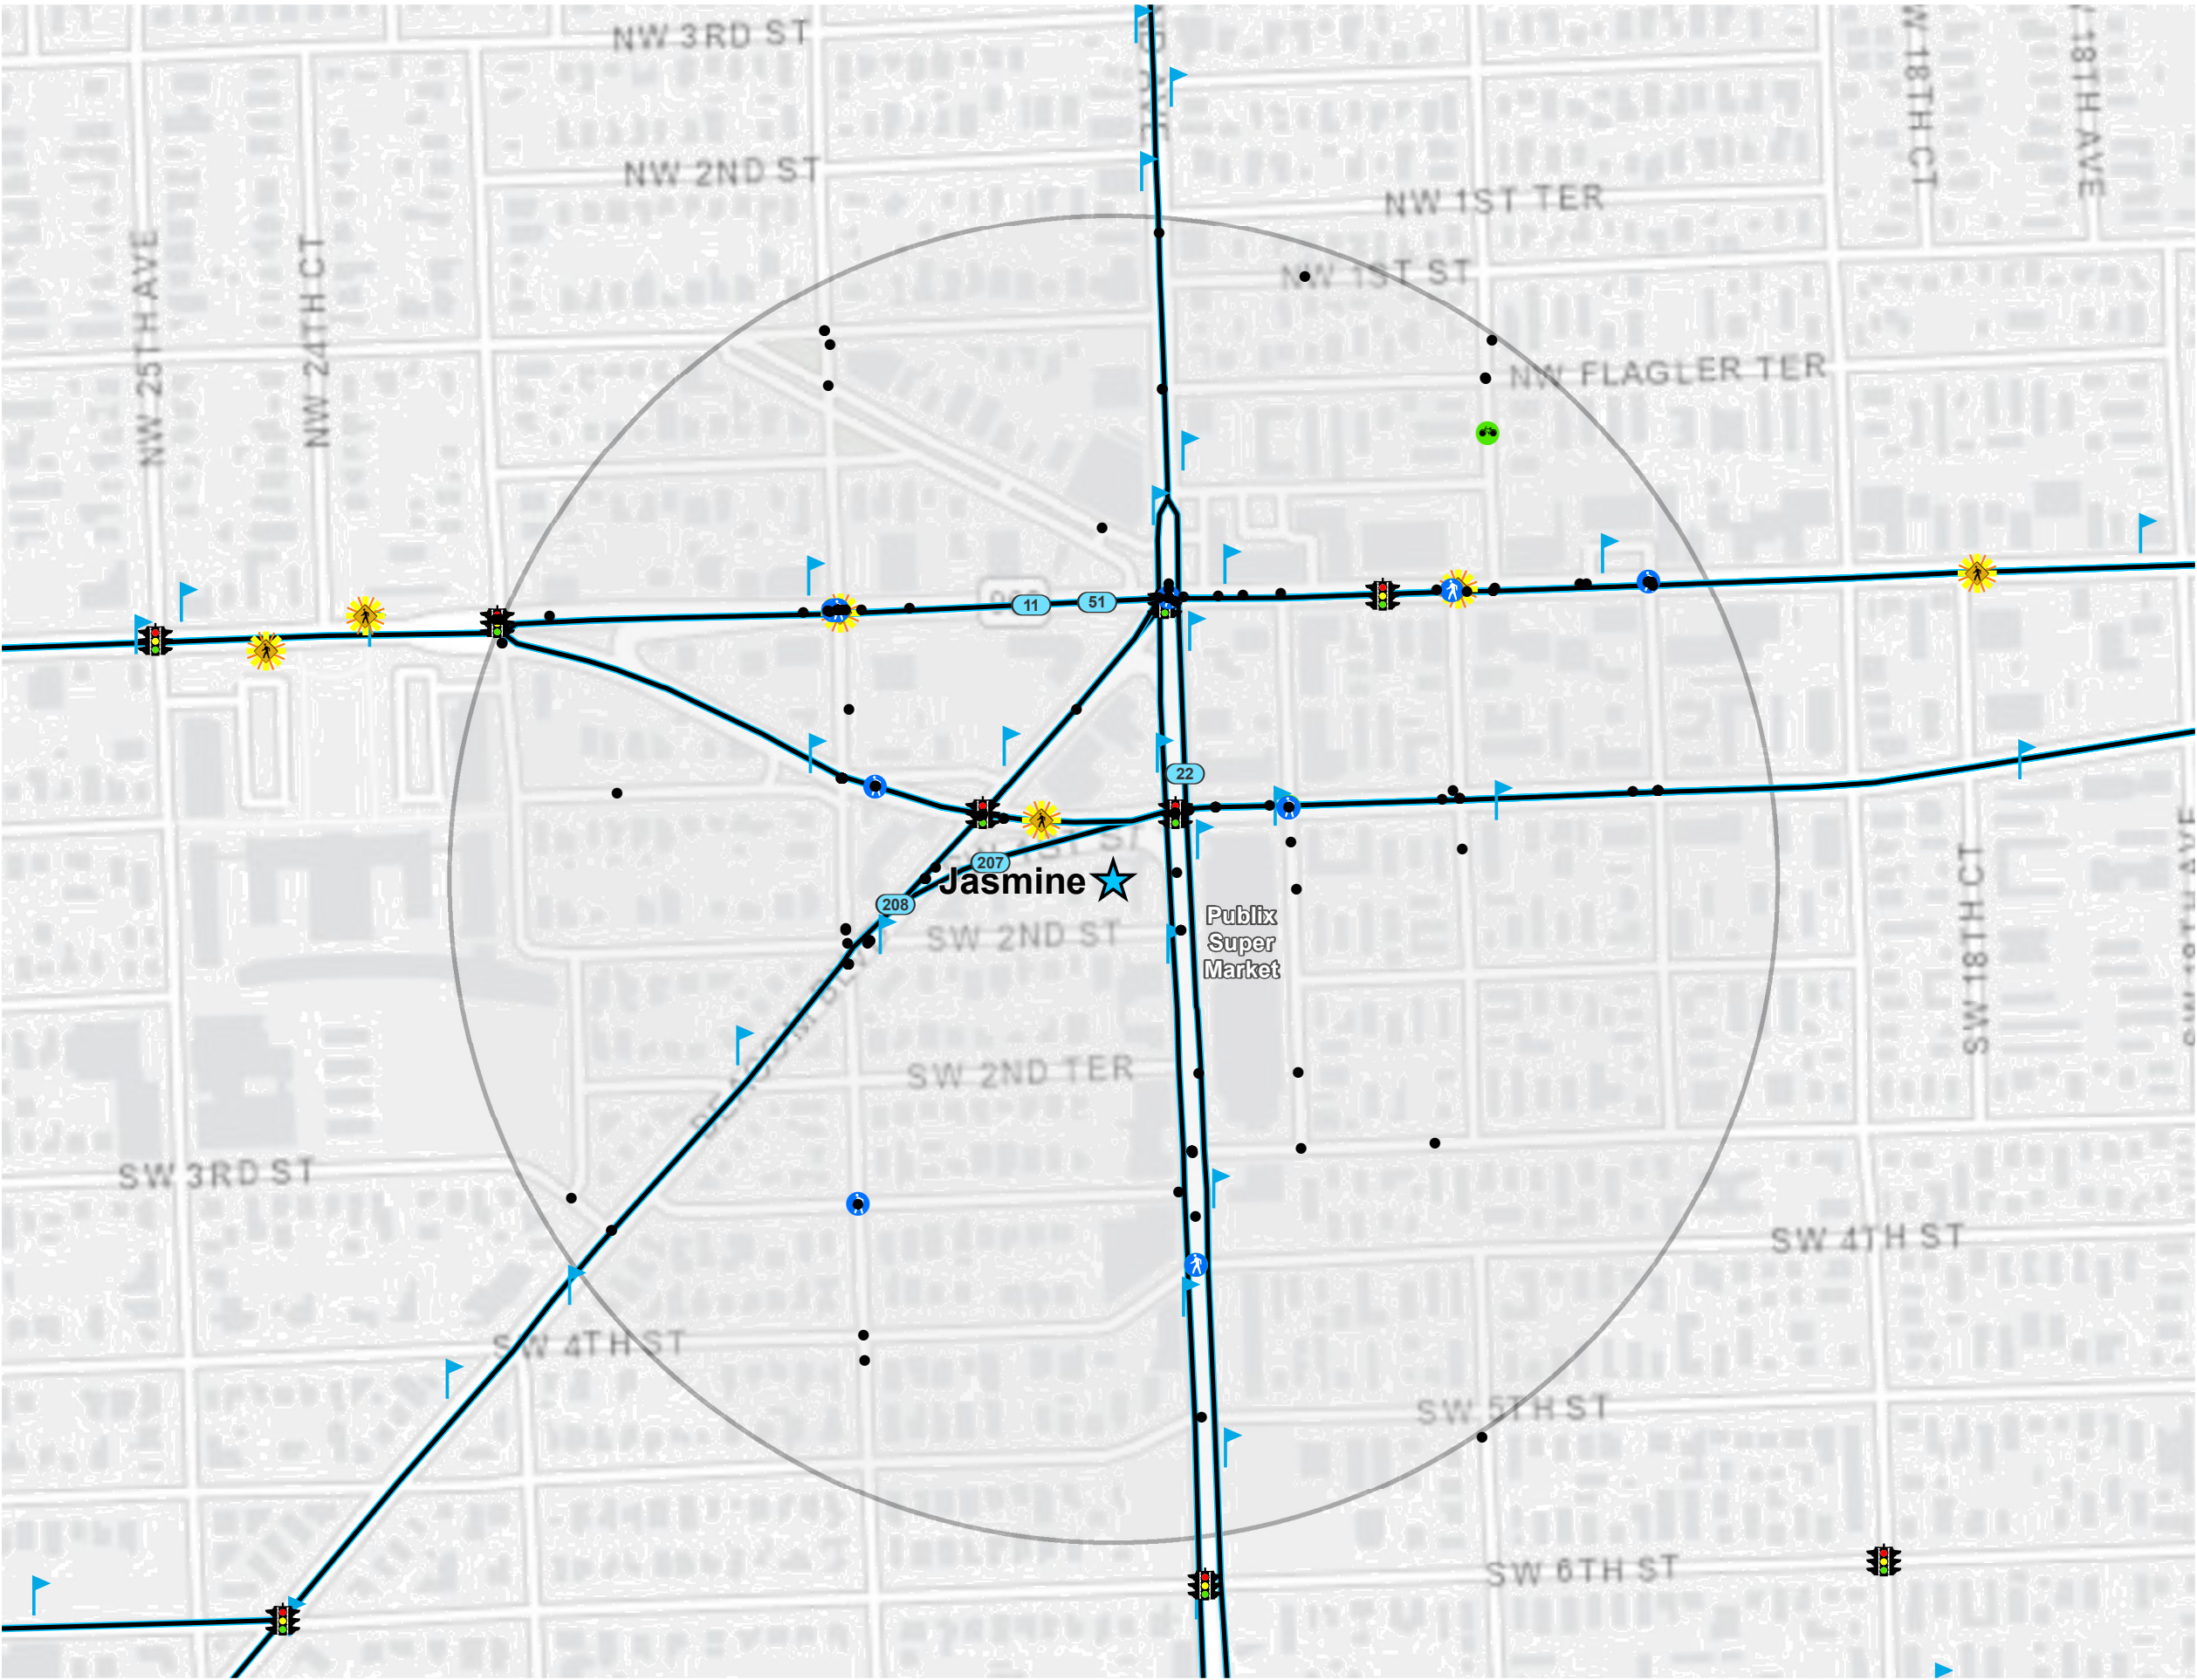 NW 3RD ST
NW 18TH CT
18TH AVE
NW 2ND ST
NW 1ST TER
NW 25TH AVE
NW 24TH CT
NW 1ST ST
NW FLAGLER TER
11
51
22
207
Jasmine
208
Publix
Super
Market
SW 2ND ST
SW 18TH CT
SW 2ND TER
SW 3RD ST
SW 4TH ST
SW 4TH ST
SW 5TH ST
SW 6TH ST